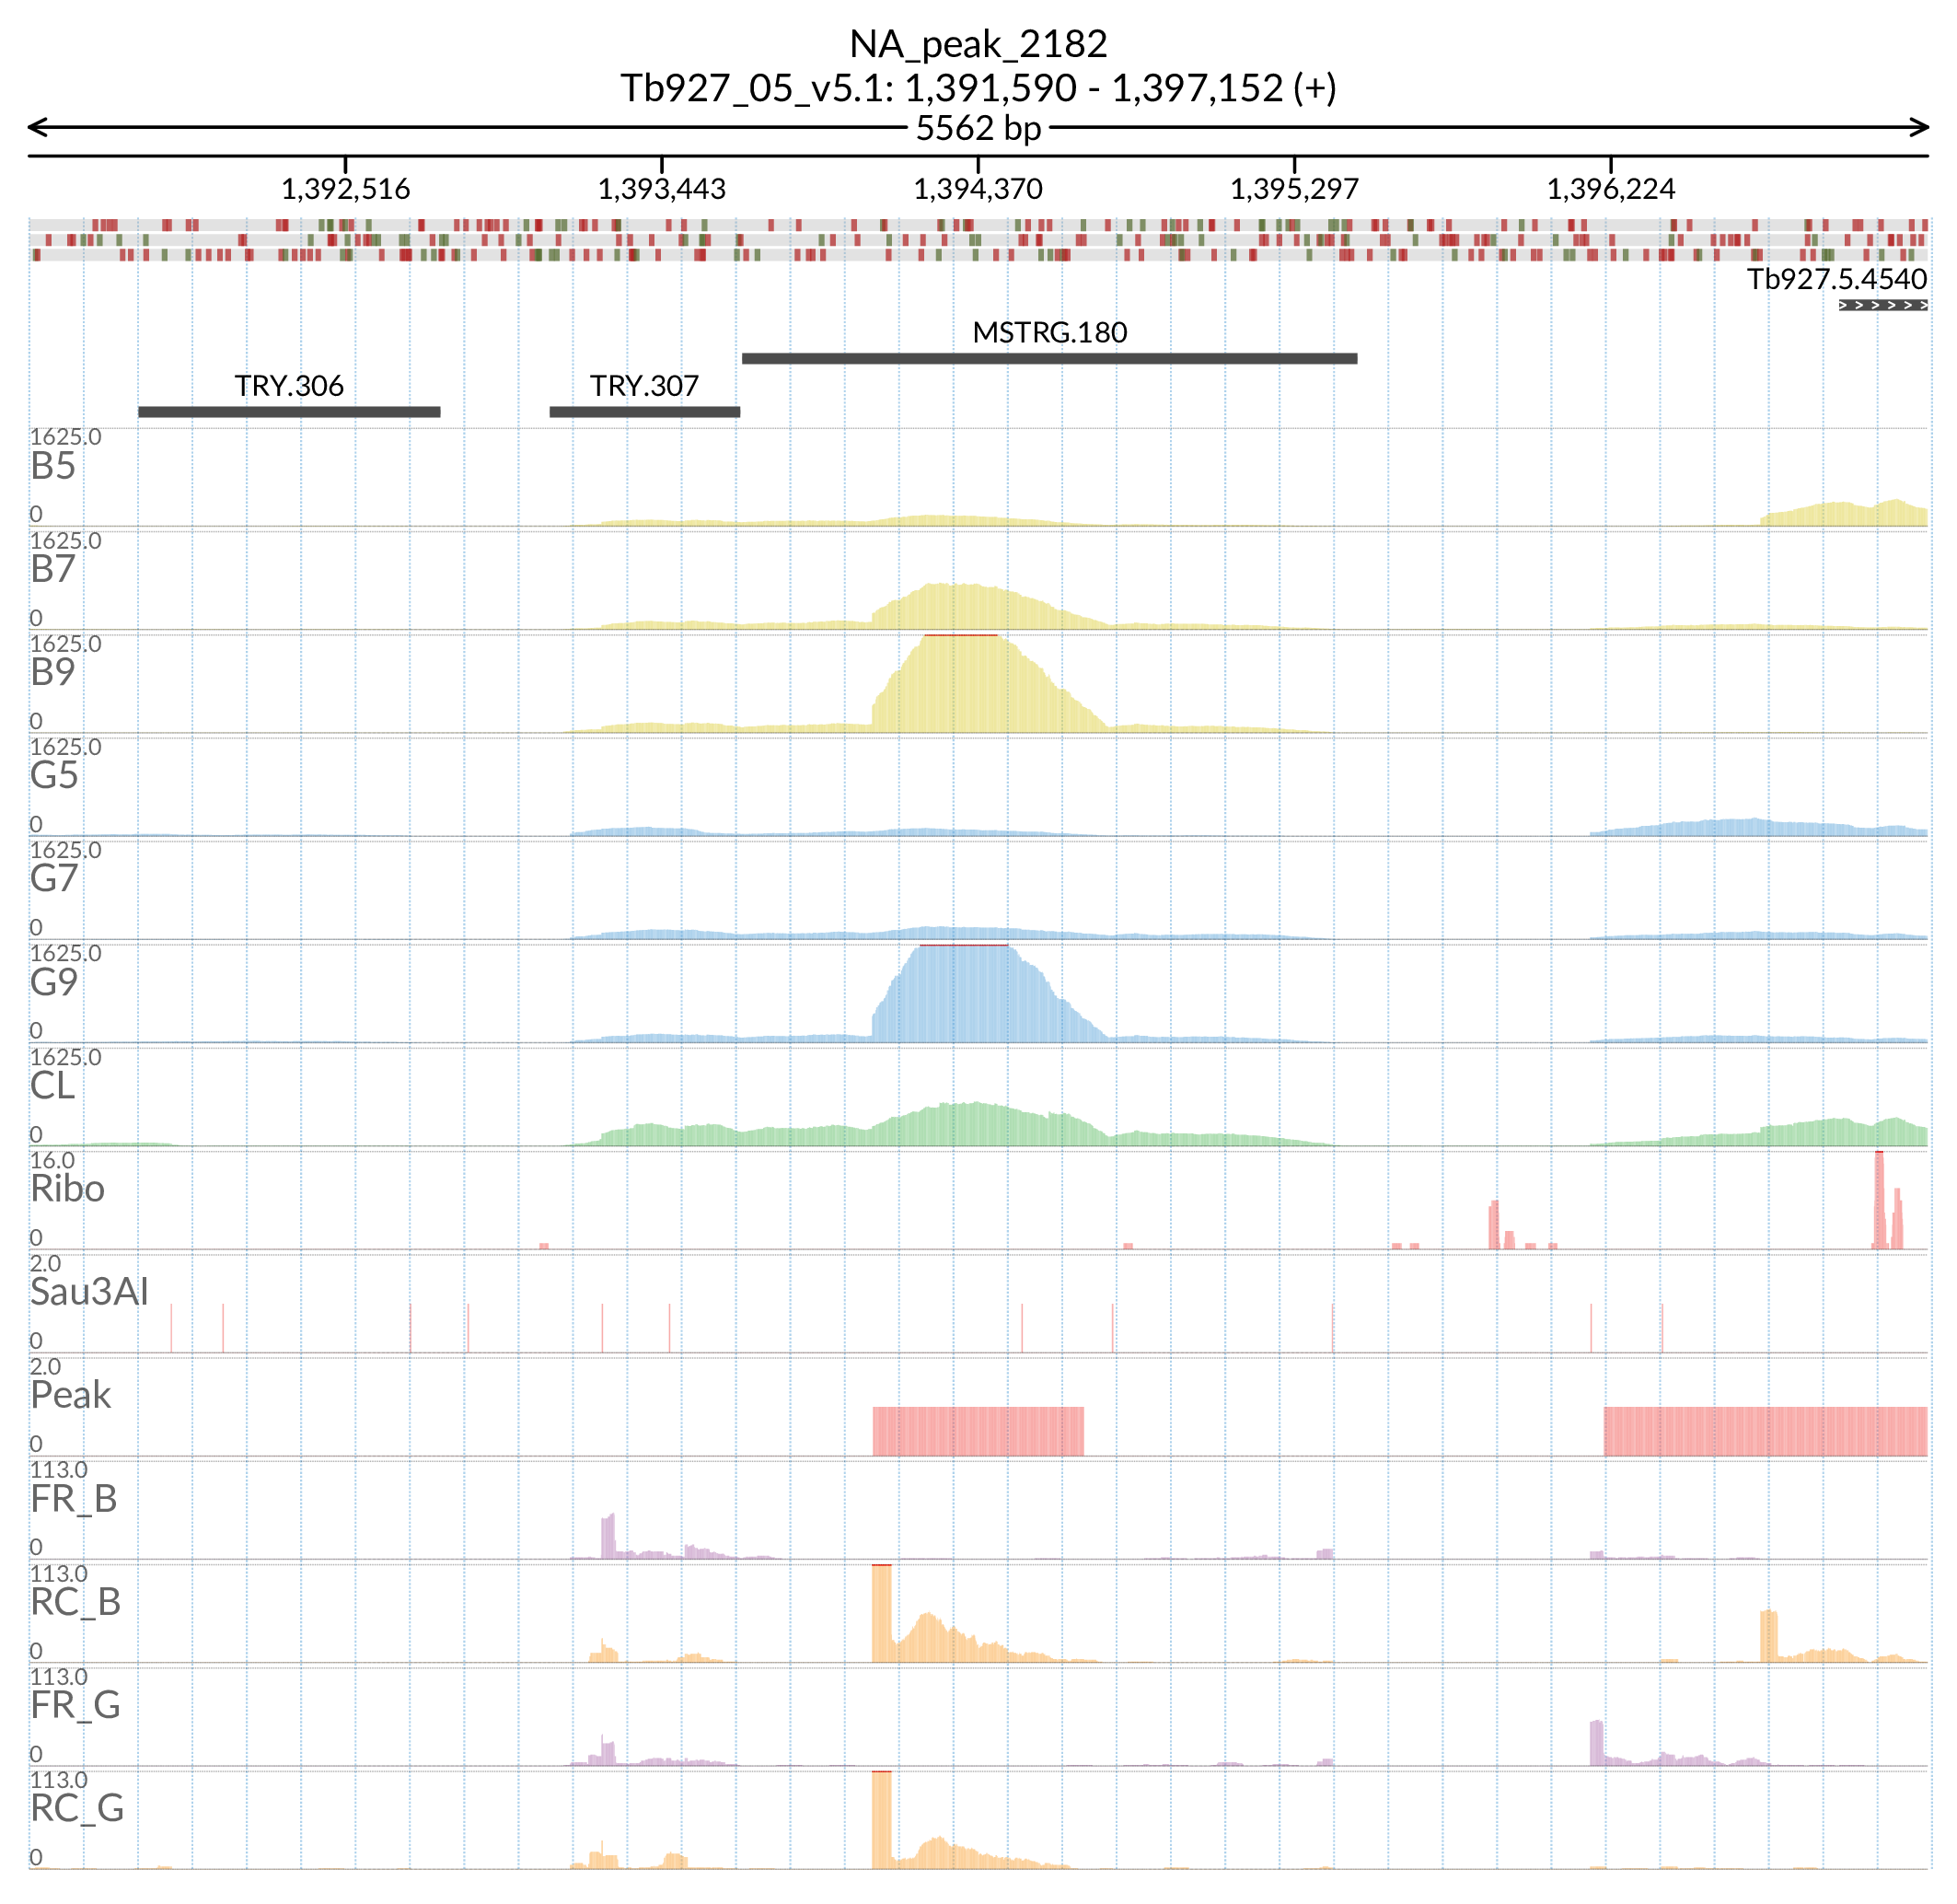 NA_peak_2182
Tb927_05_v5.1: 1,391,590 - 1,397,152 (+)
5562 bp
1,392,516 1,393,443 1,394,370 1,395,297 1,396,224
Tb927.5.4540
MSTRG.180
TRY.306 TRY.307
1625.0
B5
0
1625.0
B7
0
1625.0
B9
0
1625.0
G5
0
1625.0
G7
0
1625.0
G9
0
1625.0
CL
0
16.0
Ribo
0
2.0
Sau3AI
0
2.0
Peak
0
113.0
FR_B
0
113.0
RC_B
0
113.0
FR_G
0
113.0
RC_G
0